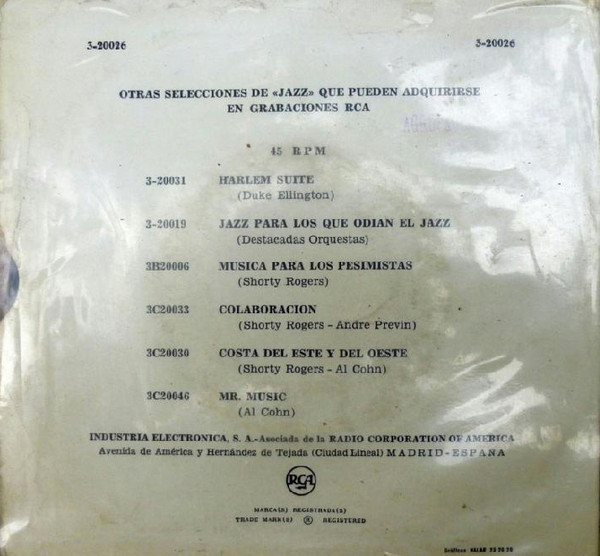 3-20026 3-20026
OTRAS SELECCIONES DE «JAZZ» QUE PUEDEN ADQUIRIRSE
EN GRABACIONES RCA
45 RPM
3-20031 HARLEM SUITE
(Duke Ellington)
3-20019 JAZZ PARA LOS QUE ODIAN EL JAZZ
(Destacadas Orquestas)
3B20006 MUSICA PARA LOS PESIMISTAS
(Shorty Rogers)
3C20033 COLABORACION
(Shorty Rogers - Andre Previn)
3C20030 COSTA DEL ESTE Y DEL OESTE
(Shorty Rogers - Al Cohn)
3C20046 MR. MUSIC
(Al Cohn)
INDUSTRIA ELECTRONICA, S. A.-Asociada de la RADIO CORPORATION OF AMERICA
Avenida de América y Hernández de Tejada (Ciudad Lineal) MADRID-ESPAÑA
RCA
MARCA(S) REGISTRADA(S)
TRADE MARK(S) ® REGISTERED